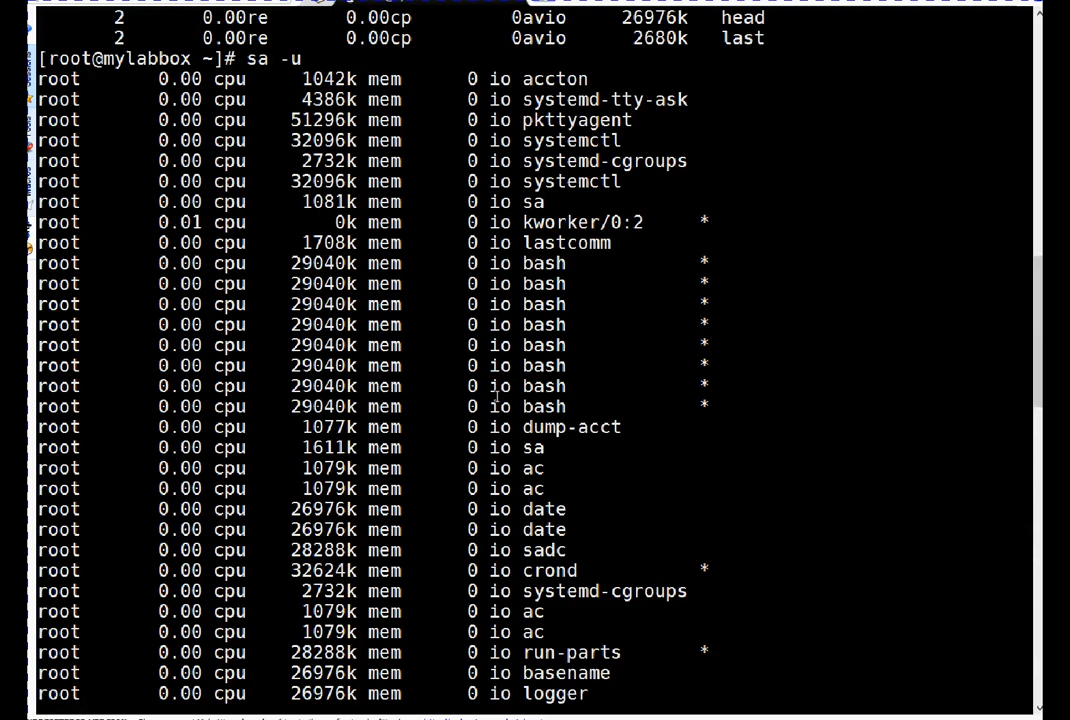 2 0.00re 0.00cp 0avio 26976k head
2 0.00re 0.00cp 0avio 2680k last
[root@mylabbox ~]# sa -u
root 0.00 cpu 1042k mem 0 io accton
root 0.00 cpu 4386k mem 0 io systemd-tty-ask
root 0.00 cpu 51296k mem 0 io pkttyagent
root 0.00 cpu 32096k mem 0 io systemctl
root 0.00 cpu 2732k mem 0 io systemd-cgroups
root 0.00 cpu 32096k mem 0 io systemctl
root 0.00 cpu 1081k mem 0 io sa
root 0.01 cpu 0k mem 0 io kworker/0:2 *
root 0.00 cpu 1708k mem 0 io lastcomm
root 0.00 cpu 29040k mem 0 io bash *
root 0.00 cpu 29040k mem 0 io bash *
root 0.00 cpu 29040k mem 0 io bash *
root 0.00 cpu 29040k mem 0 io bash *
root 0.00 cpu 29040k mem 0 io bash *
root 0.00 cpu 29040k mem 0 io bash *
root 0.00 cpu 29040k mem 0 io bash *
root 0.00 cpu 29040k mem 0 io bash *
root 0.00 cpu 1077k mem 0 io dump-acct
root 0.00 cpu 1611k mem 0 io sa
root 0.00 cpu 1079k mem 0 io ac
root 0.00 cpu 1079k mem 0 io ac
root 0.00 cpu 26976k mem 0 io date
root 0.00 cpu 26976k mem 0 io date
root 0.00 cpu 28288k mem 0 io sadc
root 0.00 cpu 32624k mem 0 io crond *
root 0.00 cpu 2732k mem 0 io systemd-cgroups
root 0.00 cpu 1079k mem 0 io ac
root 0.00 cpu 1079k mem 0 io ac
root 0.00 cpu 28288k mem 0 io run-parts *
root 0.00 cpu 26976k mem 0 io basename
root 0.00 cpu 26976k mem 0 io logger